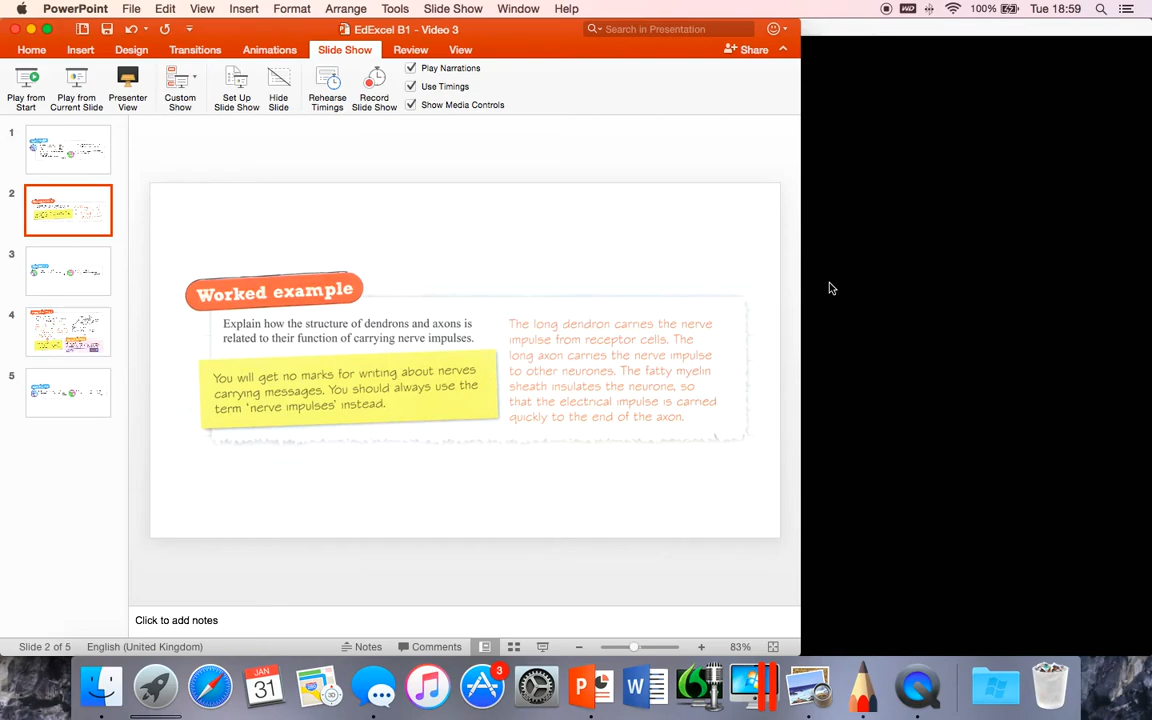 PowerPoint File Edit View Insert Format Arrange Tools Slide Show Window Help 100% Tue 18:59
EdExcel B1 - Video 3 Search in Presentation
Home Insert Design Transitions Animations Slide Show Review View Share
Play from Start Play from Current Slide Presenter View Custom Show Set Up Slide Show Hide Slide Rehearse Timings Record Slide Show
Play Narrations
Use Timings
Show Media Controls
1
2
3
4
5
Worked example
Explain how the structure of dendrons and axons is
related to their function of carrying nerve impulses.
You will get no marks for writing about nerves
carrying messages. You should always use the
term 'nerve impulses' instead.
The long dendron carries the nerve
impulse from receptor cells. The
long axon carries the nerve impulse
to other neurones. The fatty myelin
sheath insulates the neurone, so
that the electrical impulse is carried
quickly to the end of the axon.
Click to add notes
Slide 2 of 5 English (United Kingdom) Notes Comments 83%
JAN
31
3D
3
P
W